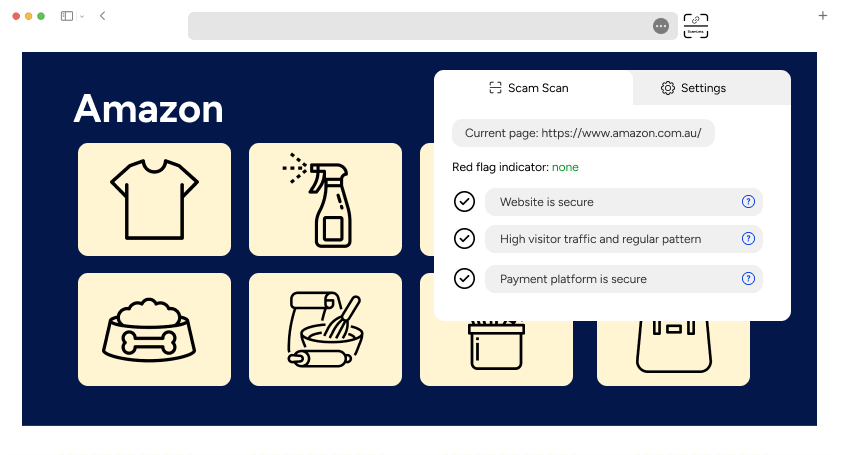 Amazon
Scam Scan
Settings
Current page: https://www.amazon.com.au/
Red flag indicator: none
Website is secure
High visitor traffic and regular pattern
Payment platform is secure